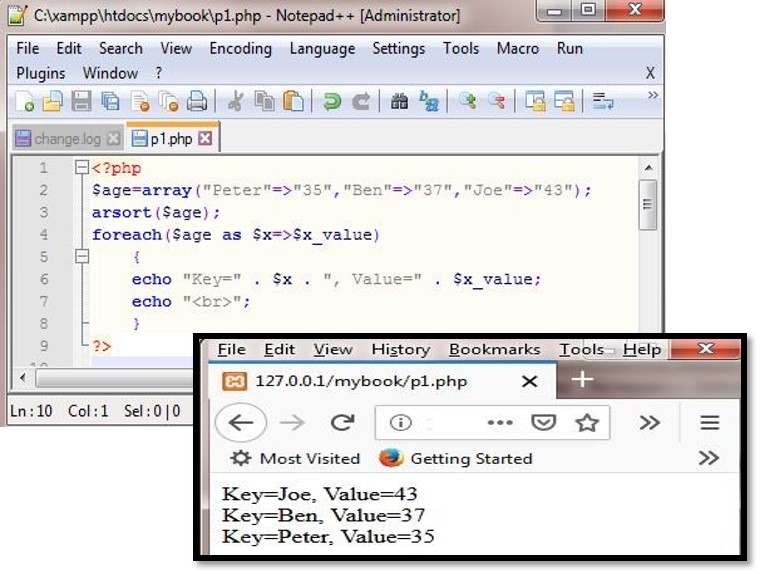 C:\xampp\htdocs\mybook\p1.php - Notepad++ [Administrator]
File Edit Search View Encoding Language Settings Tools Macro Run
Plugins Window ? X
change.log p1.php
1 <?php
2 $age=array("Peter"=>"35","Ben"=>"37","Joe"=>"43");
3 arsort($age);
4 foreach($age as $x=>$x_value)
5 {
6 echo "Key=" . $x . ", Value=" . $x_value;
7 echo "<br>";
8 }
9 ?>
Ln:10 Col:1 Sel:0|0
File Edit View History Bookmarks Tools Help
127.0.0.1/mybook/p1.php
Most Visited Getting Started
Key=Joe, Value=43
Key=Ben, Value=37
Key=Peter, Value=35